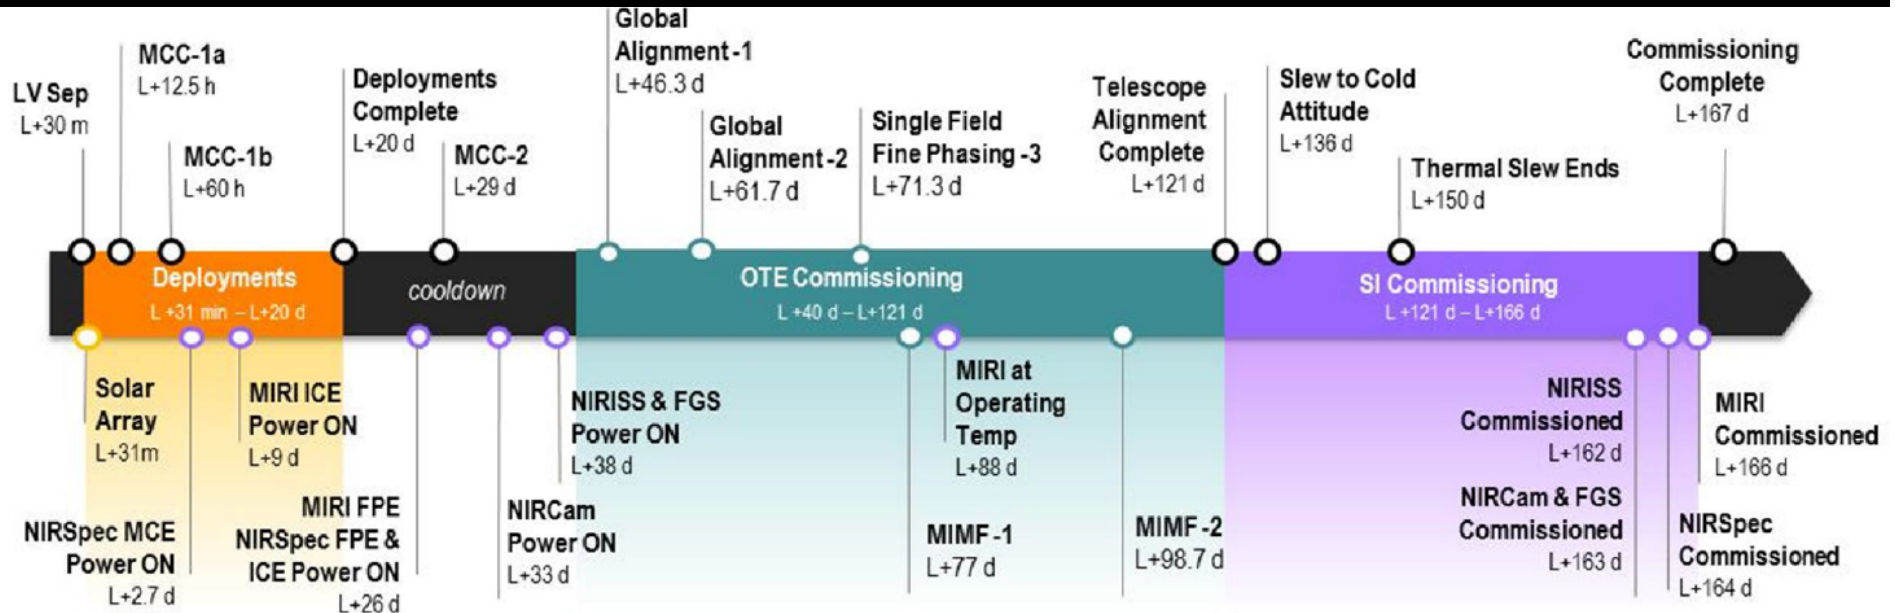 LV Sep
L+30 m
MCC-1a
L+12.5 h
MCC-1b
L+60 h
Deployments
Complete
L+20 d
MCC-2
L+29 d
Global
Alignment-1
L+46.3 d
Global
Alignment-2
L+61.7 d
Single Field
Fine Phasing-3
L+71.3 d
Telescope
Alignment
Complete
L+121 d
Slew to Cold
Attitude
L+136 d
Thermal Slew Ends
L+150 d
Commissioning
Complete
L+167 d
Deployments
L +31 min – L+20 d
cooldown
OTE Commissioning
L +40 d – L+121 d
SI Commissioning
L +121 d – L+166 d
Solar
Array
L+31m
NIRSpec MCE
Power ON
L+2.7 d
MIRI ICE
Power ON
L+9 d
MIRI FPE
NIRSpec FPE &
ICE Power ON
L+26 d
NIRCam
Power ON
L+33 d
NIRISS & FGS
Power ON
L+38 d
MIMF-1
L+77 d
MIRI at
Operating
Temp
L+88 d
MIMF-2
L+98.7 d
NIRISS
Commissioned
L+162 d
NIRCam & FGS
Commissioned
L+163 d
NIRSpec
Commissioned
L+164 d
MIRI
Commissioned
L+166 d